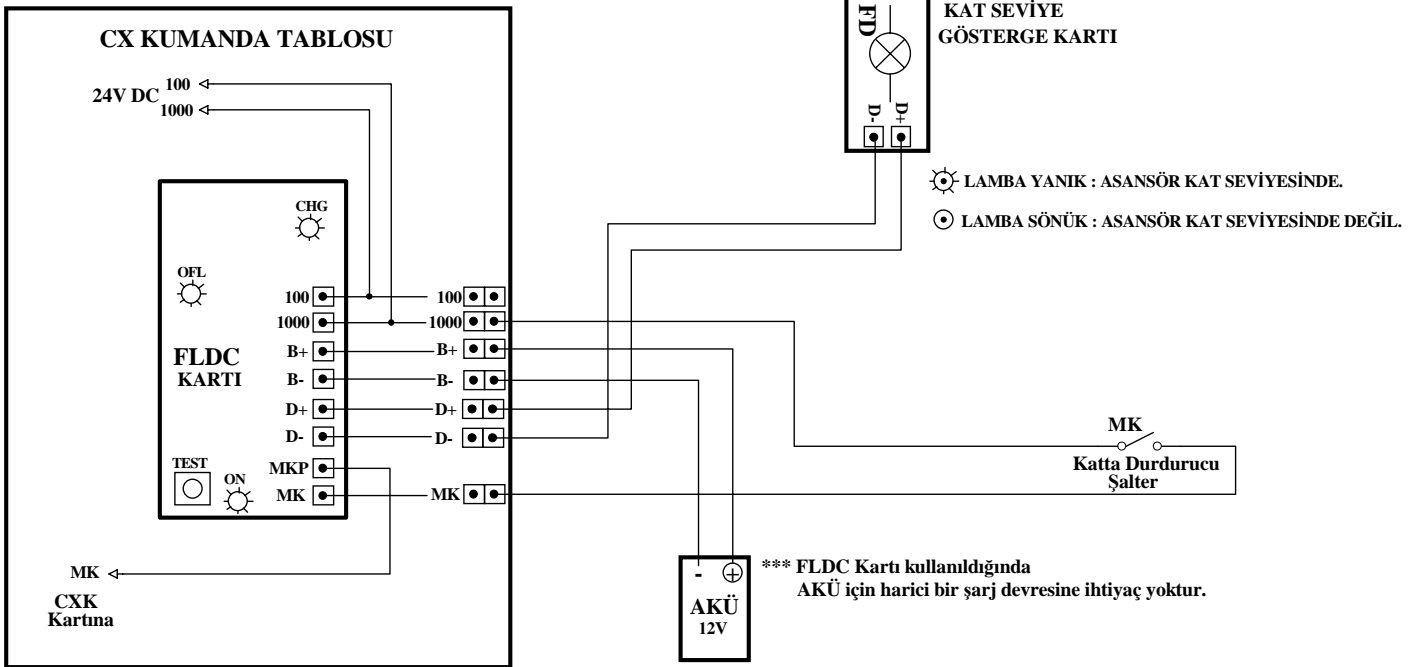 CX KUMANDA TABLOSU
24V DC
100
1000
CHG
OFL
100
1000
B+
B-
D+
D-
MKP
MK
FLDC
KARTI
TEST
ON
100
1000
B+
B-
D+
D-
MK
MK
CXK
Kartına
FD
D-
D+
KAT SEVİYE
GÖSTERGE KARTI
LAMBA YANIK : ASANSÖR KAT SEVİYESİNDE.
LAMBA SÖNÜK : ASANSÖR KAT SEVİYESİNDE DEĞİL.
MK
Katta Durdurucu
Şalter
- +
AKÜ
12V
*** FLDC Kartı kullanıldığında
AKÜ için harici bir şarj devresine ihtiyaç yoktur.